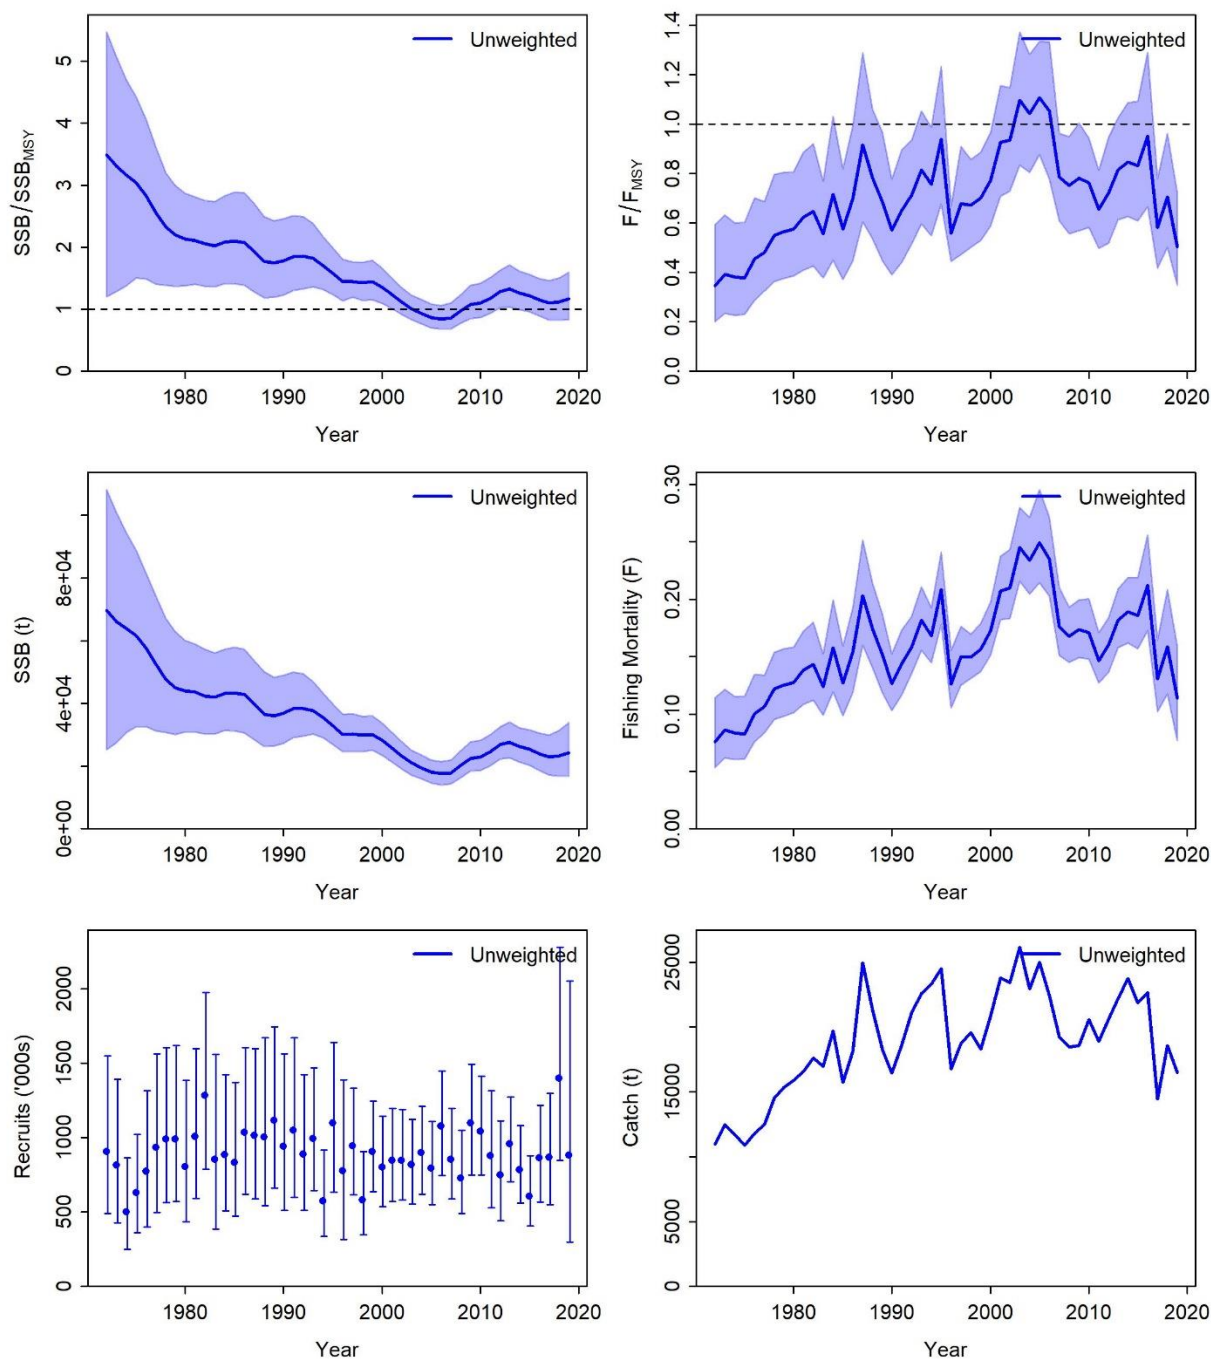 Unweighted
SSB/SSB_MSY
0 1 2 3 4 5
1980 1990 2000 2010 2020
Year
Unweighted
F/F_MSY
0.0 0.2 0.4 0.6 0.8 1.0 1.2 1.4
1980 1990 2000 2010 2020
Year
Unweighted
SSB (t)
0e+00 4e+04 8e+04
1980 1990 2000 2010 2020
Year
Unweighted
Fishing Mortality (F)
0.00 0.10 0.20 0.30
1980 1990 2000 2010 2020
Year
Unweighted
Recruits ('000s)
0 500 1000 1500 2000
1980 1990 2000 2010 2020
Year
Unweighted
Catch (t)
0 5000 15000 25000
1980 1990 2000 2010 2020
Year